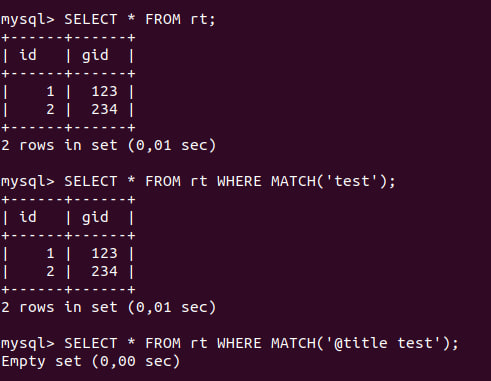 mysql> SELECT * FROM rt;
+------+------+
| id   | gid  |
+------+------+
|    1 |  123 |
|    2 |  234 |
+------+------+
2 rows in set (0,01 sec)
mysql> SELECT * FROM rt WHERE MATCH('test');
+------+------+
| id   | gid  |
+------+------+
|    1 |  123 |
|    2 |  234 |
+------+------+
2 rows in set (0,01 sec)
mysql> SELECT * FROM rt WHERE MATCH('@title test');
Empty set (0,00 sec)